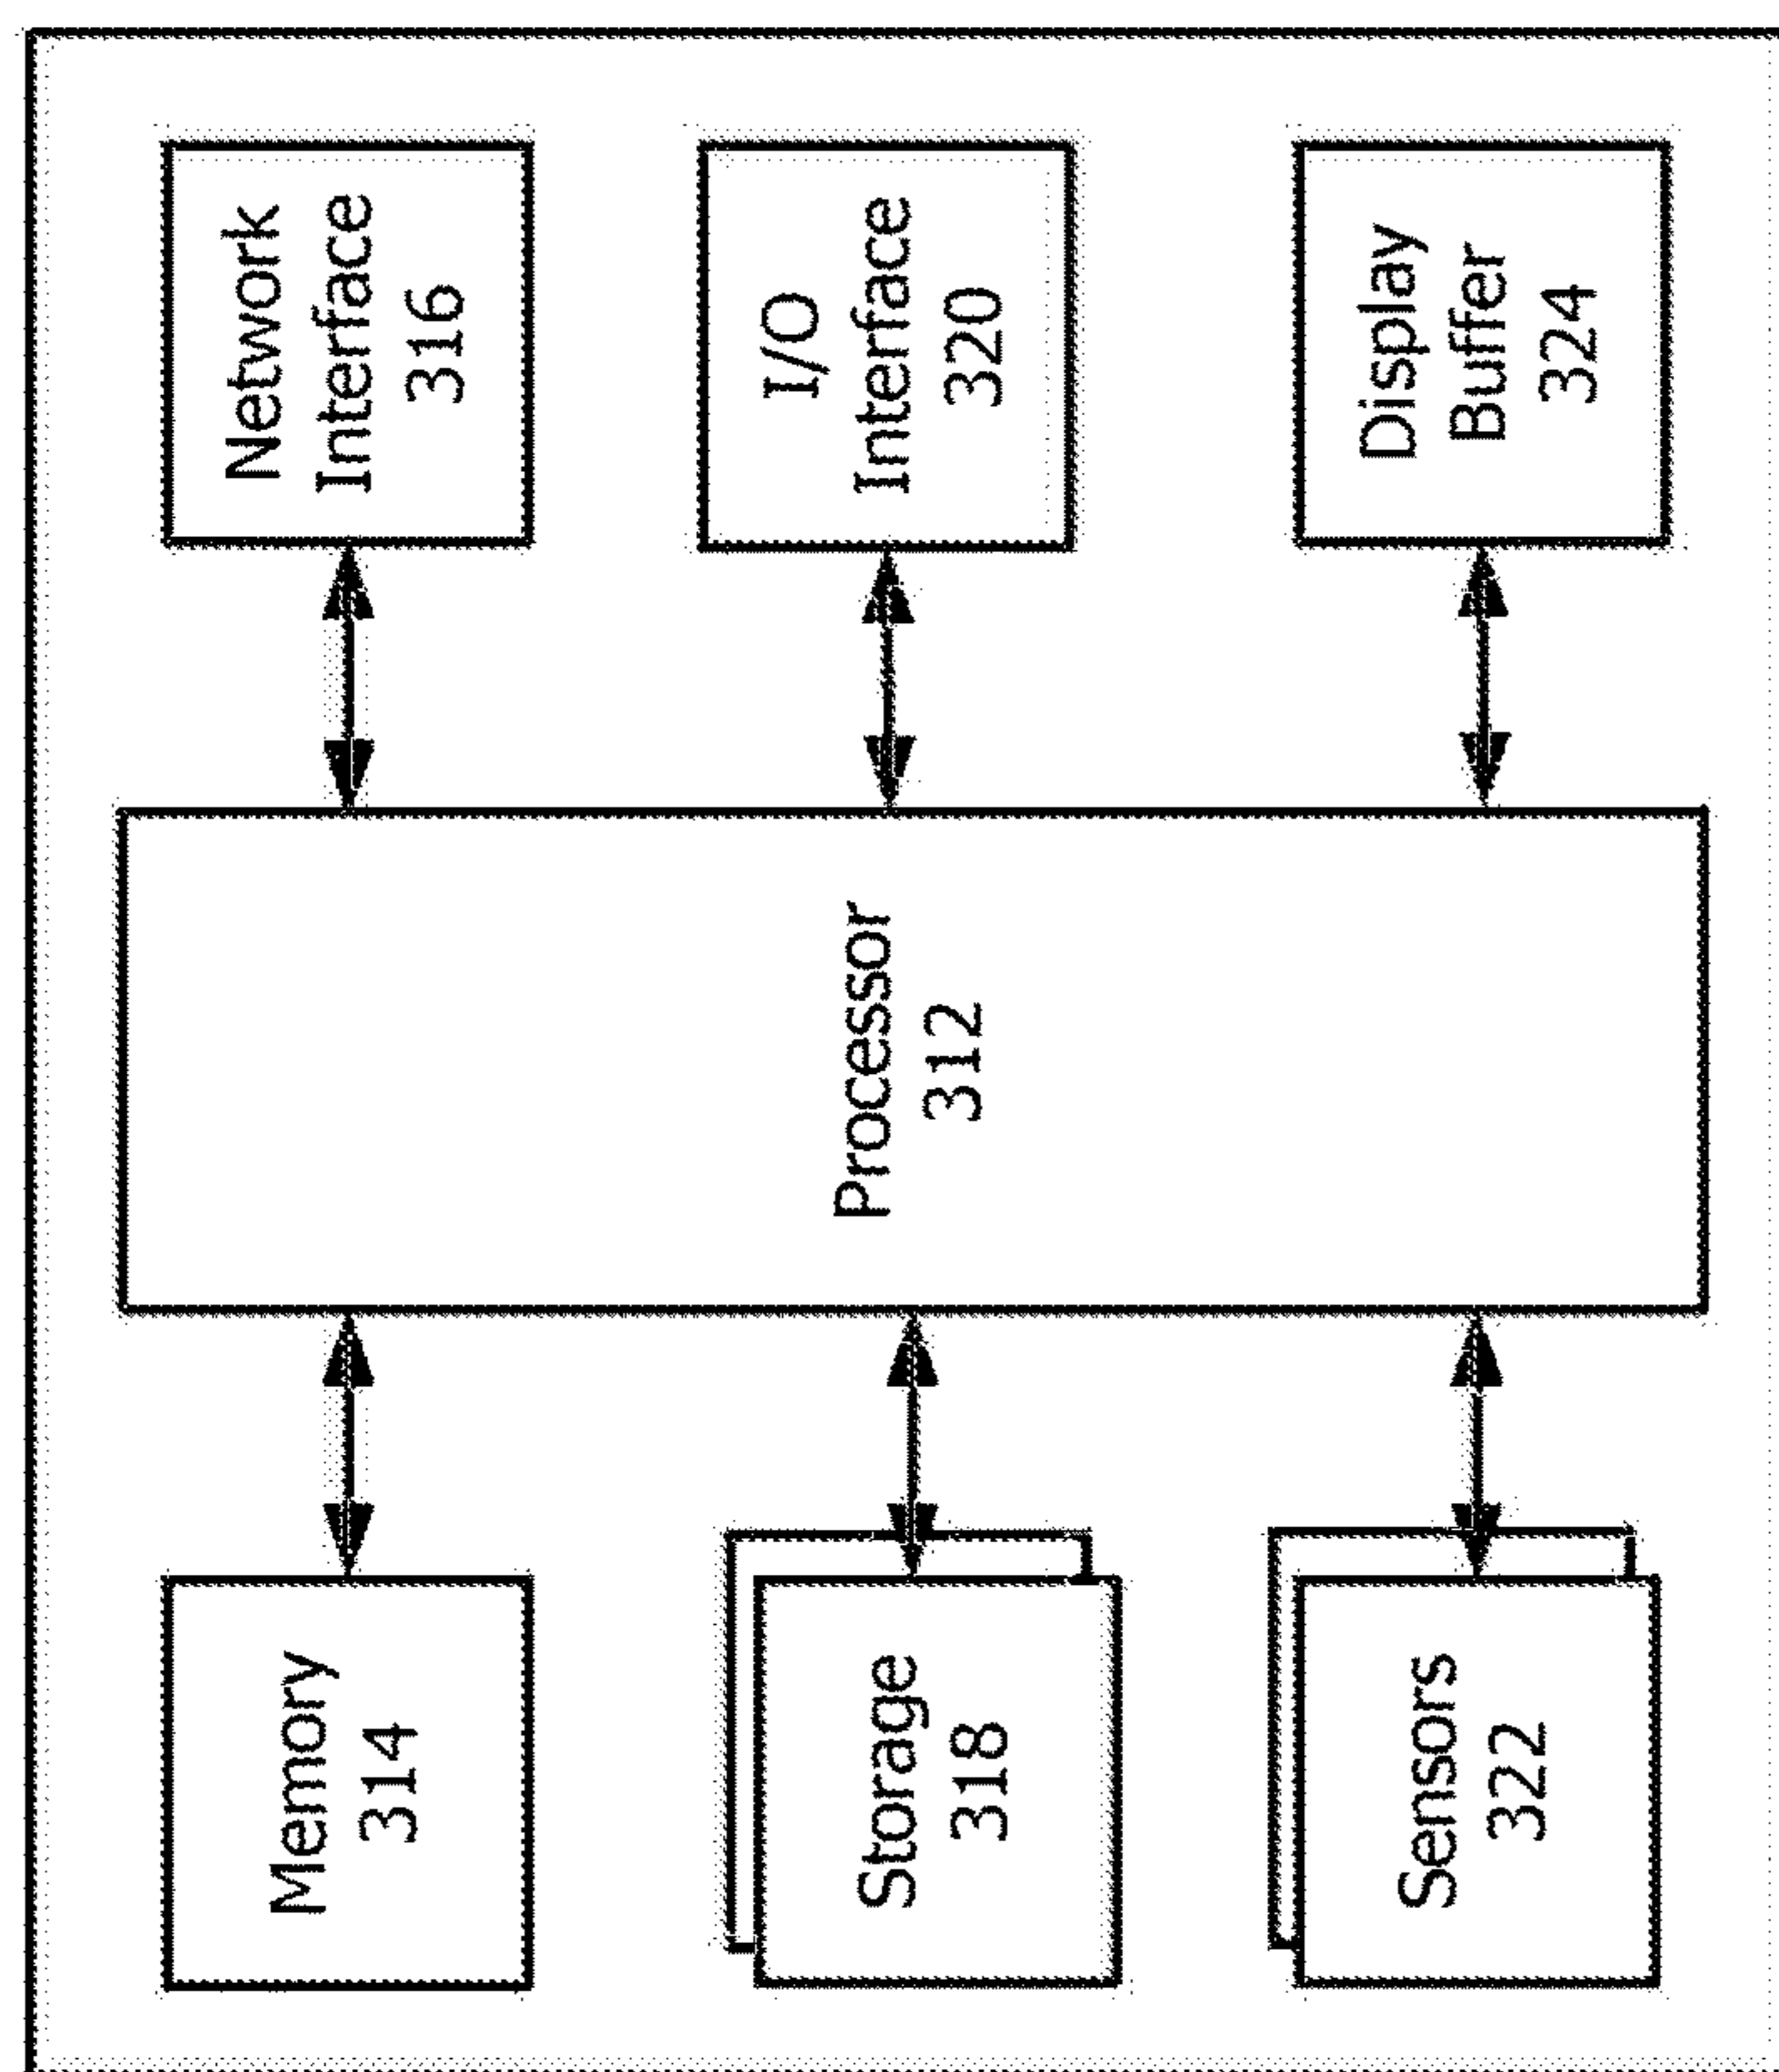 Memory
314
Processor
312
Network
Interface
316
Storage
318
I/O
Interface
320
Sensors
322
Display
Buffer
324